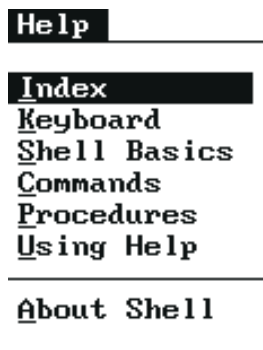 Help
Index
Keyboard
Shell Basics
Commands
Procedures
Using Help
About Shell